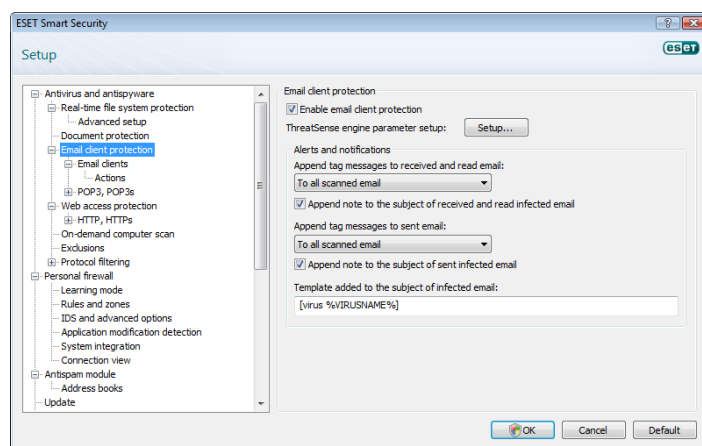 ESET Smart Security
Setup
eseT
Antivirus and antispyware
Real-time file system protection
Advanced setup
Document protection
Email client protection
Email clients
Actions
POP3, POP3s
Web access protection
HTTP, HTTPs
On-demand computer scan
Exclusions
Protocol filtering
Personal firewall
Learning mode
Rules and zones
IDS and advanced options
Application modification detection
System integration
Connection view
Antispam module
Address books
Update
Email client protection
Enable email client protection
ThreatSense engine parameter setup: Setup...
Alerts and notifications
Append tag messages to received and read email:
To all scanned email
Append note to the subject of received and read infected email
Append tag messages to sent email:
To all scanned email
Append note to the subject of sent infected email
Template added to the subject of infected email:
[virus %VIRUSNAME%]
OK Cancel Default